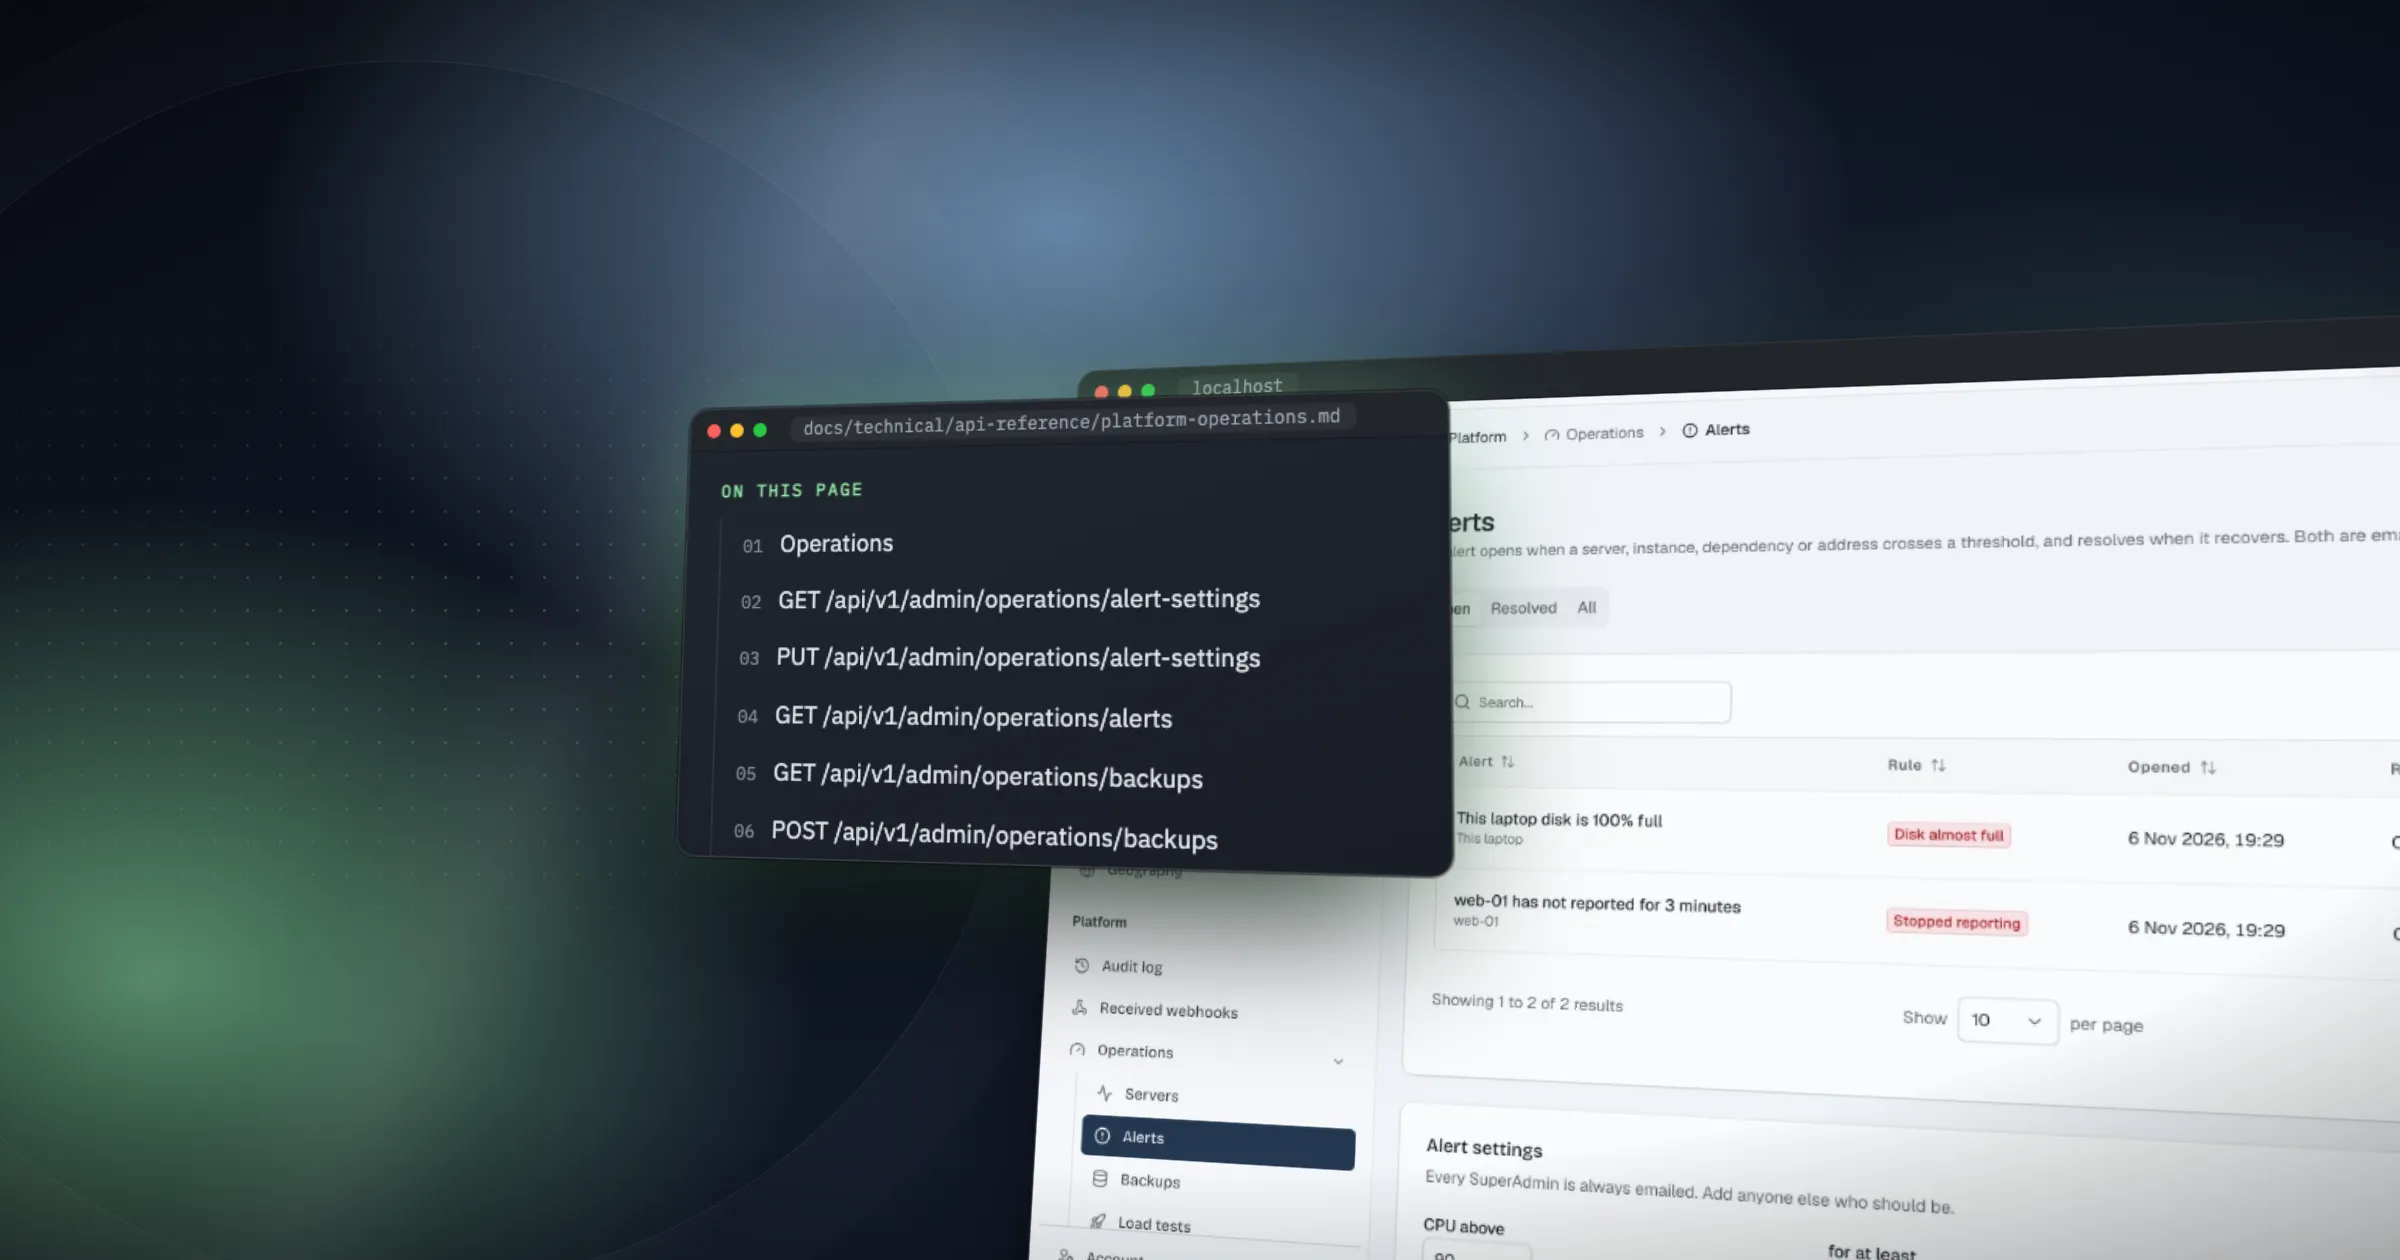 localhost
docs/technical/api-reference/platform-operations.md
ON THIS PAGE
01 Operations
02 GET /api/v1/admin/operations/alert-settings
03 PUT /api/v1/admin/operations/alert-settings
04 GET /api/v1/admin/operations/alerts
05 GET /api/v1/admin/operations/backups
06 POST /api/v1/admin/operations/backups
Platform > Operations > Alerts
opens when a server, instance, dependency or address crosses a threshold, and resolves when it recovers. Both are
Resolved All
Search...
Alert Rule Opened
This laptop disk is 100% full Disk almost full 6 Nov 2026, 19:29
This laptop
web-01 has not reported for 3 minutes Stopped reporting 6 Nov 2026, 19:29
web-01
Showing 1 to 2 of 2 results Show 10 per page
Geography
Platform
Audit log
Received webhooks
Operations
Servers
Alerts
Backups
Load tests
Account
Alert settings
Every SuperAdmin is always emailed. Add anyone else who should be.
CPU above
90
for at least